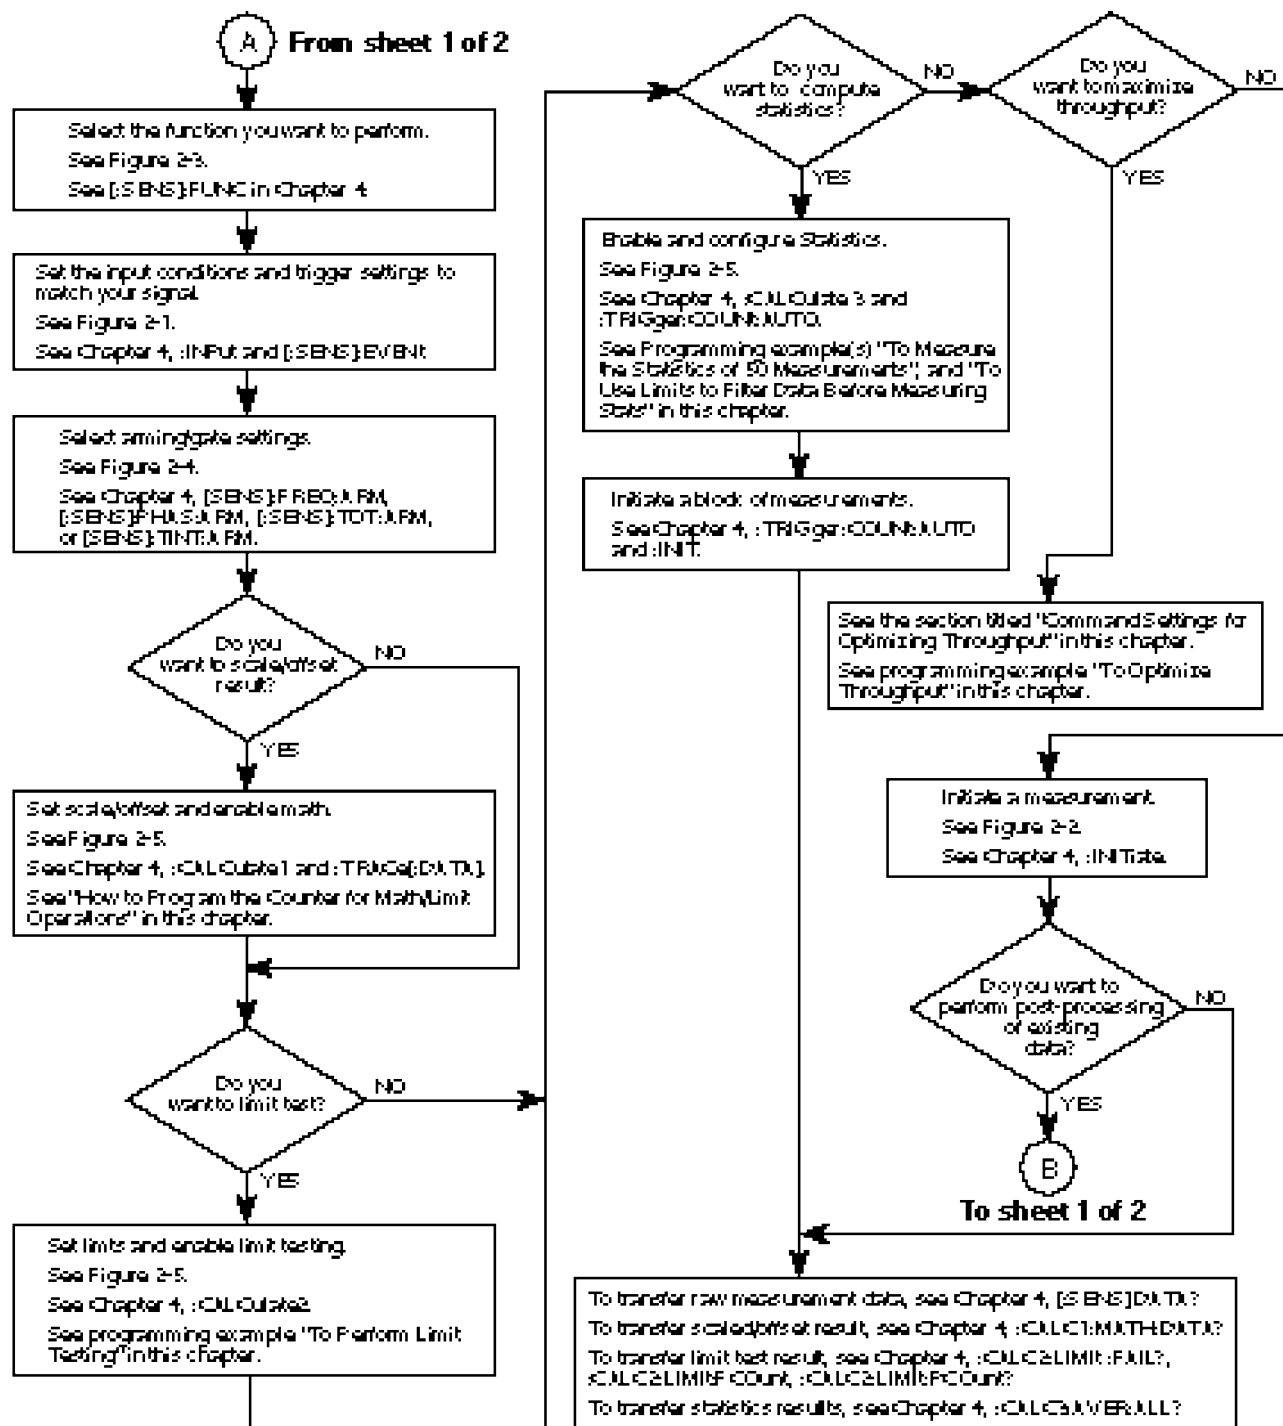 A From sheet 1 of 2
Select the function you want to perform.
See Figure 2-3.
See [:SENS]:FUNC in Chapter 4.
Set the input conditions and trigger settings to
match your signal.
See Figure 2-1.
See Chapter 4, :INPut and [:SENS]:EVENt
Select arming/gate settings.
See Figure 2-4.
See Chapter 4, [:SENS]:FREQ:ARM,
[:SENS]:PHAS:ARM, [:SENS]:TOT:ARM,
or [:SENS]:TINT:ARM.
Do you
want to scale/offset
result?
NO
YES
Set scale/offset and enable math.
See Figure 2-5.
See Chapter 4, :CALCulate1 and :TRACe[:DATA].
See "How to Program the Counter for Math/Limit
Operations" in this chapter.
Do you
want to limit test?
NO
YES
Set limts and enable limit testing.
See Figure 2-5.
See Chapter 4, :CALCulate2.
See programming example "To Perform Limit
Testing" in this chapter.
Do you
want to compute
statistics?
NO
YES
Enable and configure Statistics.
See Figure 2-5.
See Chapter 4, :CALCulate3 and
:TRIGger:COUNt:AUTO.
See Programming example(s) "To Measure
the Statistics of 50 Measurements") and "To
Use Limits to Filter Data Before Measuring
Stats" in this chapter.
Initiate a block of measurements.
See Chapter 4, :TRIGger:COUNt:AUTO
and :INIT.
Do you
want to maximize
throughput?
NO
YES
See the section titled "Command Settings for
Optimizing Throughput" in this chapter.
See programming example "To Optimize
Throughput" in this chapter.
Initiate a measurement.
See Figure 2-2.
See Chapter 4, :INITiate.
Do you want to
perform post-processing
of existing
data?
NO
YES
B
To sheet 1 of 2
To transfer raw measurement data, see Chapter 4, [:SENS]DATA?
To transfer scaled/offset result, see Chapter 4, :CALC1:MATH:DATA?
To transfer limit test result, see Chapter 4, :CALC2:LIMIT:FAIL?,
:CALC2:LIMIT:FCOunt, :CALC2:LIMIT:PCOunt?
To transfer statistics results, see Chapter 4, :CALC3:AVER:ALL?